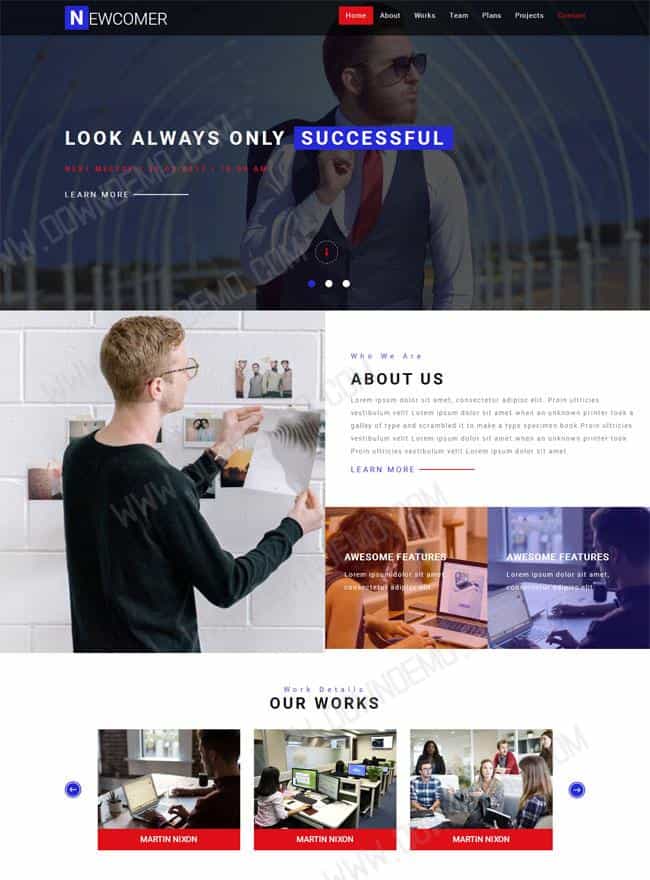 NEWCOMER
Home About Works Team Plans Projects Contact
LOOK ALWAYS ONLY SUCCESSFUL
LEARN MORE
Who We Are
ABOUT US
Lorem ipsum dolor sit amet, consectetur adipisc elit. Proin ultricies
vestibulum velit Lorem ipsum dolor sit amet when an unknown printer took a
galley of type and scrambled it to make a type specimen book. Proin ultricies
vestibulum velit Lorem ipsum dolor sit amet when an unknown printer took.
Proin ultricies vestibulum velit Lorem ipsum dolor sit amet.
LEARN MORE
AWESOME FEATURES
Lorem ipsum dolor sit amet,
consectetur adipisc elit.
AWESOME FEATURES
Lorem ipsum dolor sit amet,
consectetur adipisc elit.
Work Details
OUR WORKS
MARTIN NIXON
MARTIN NIXON
MARTIN NIXON
WWW.DOWNDEMO.COM